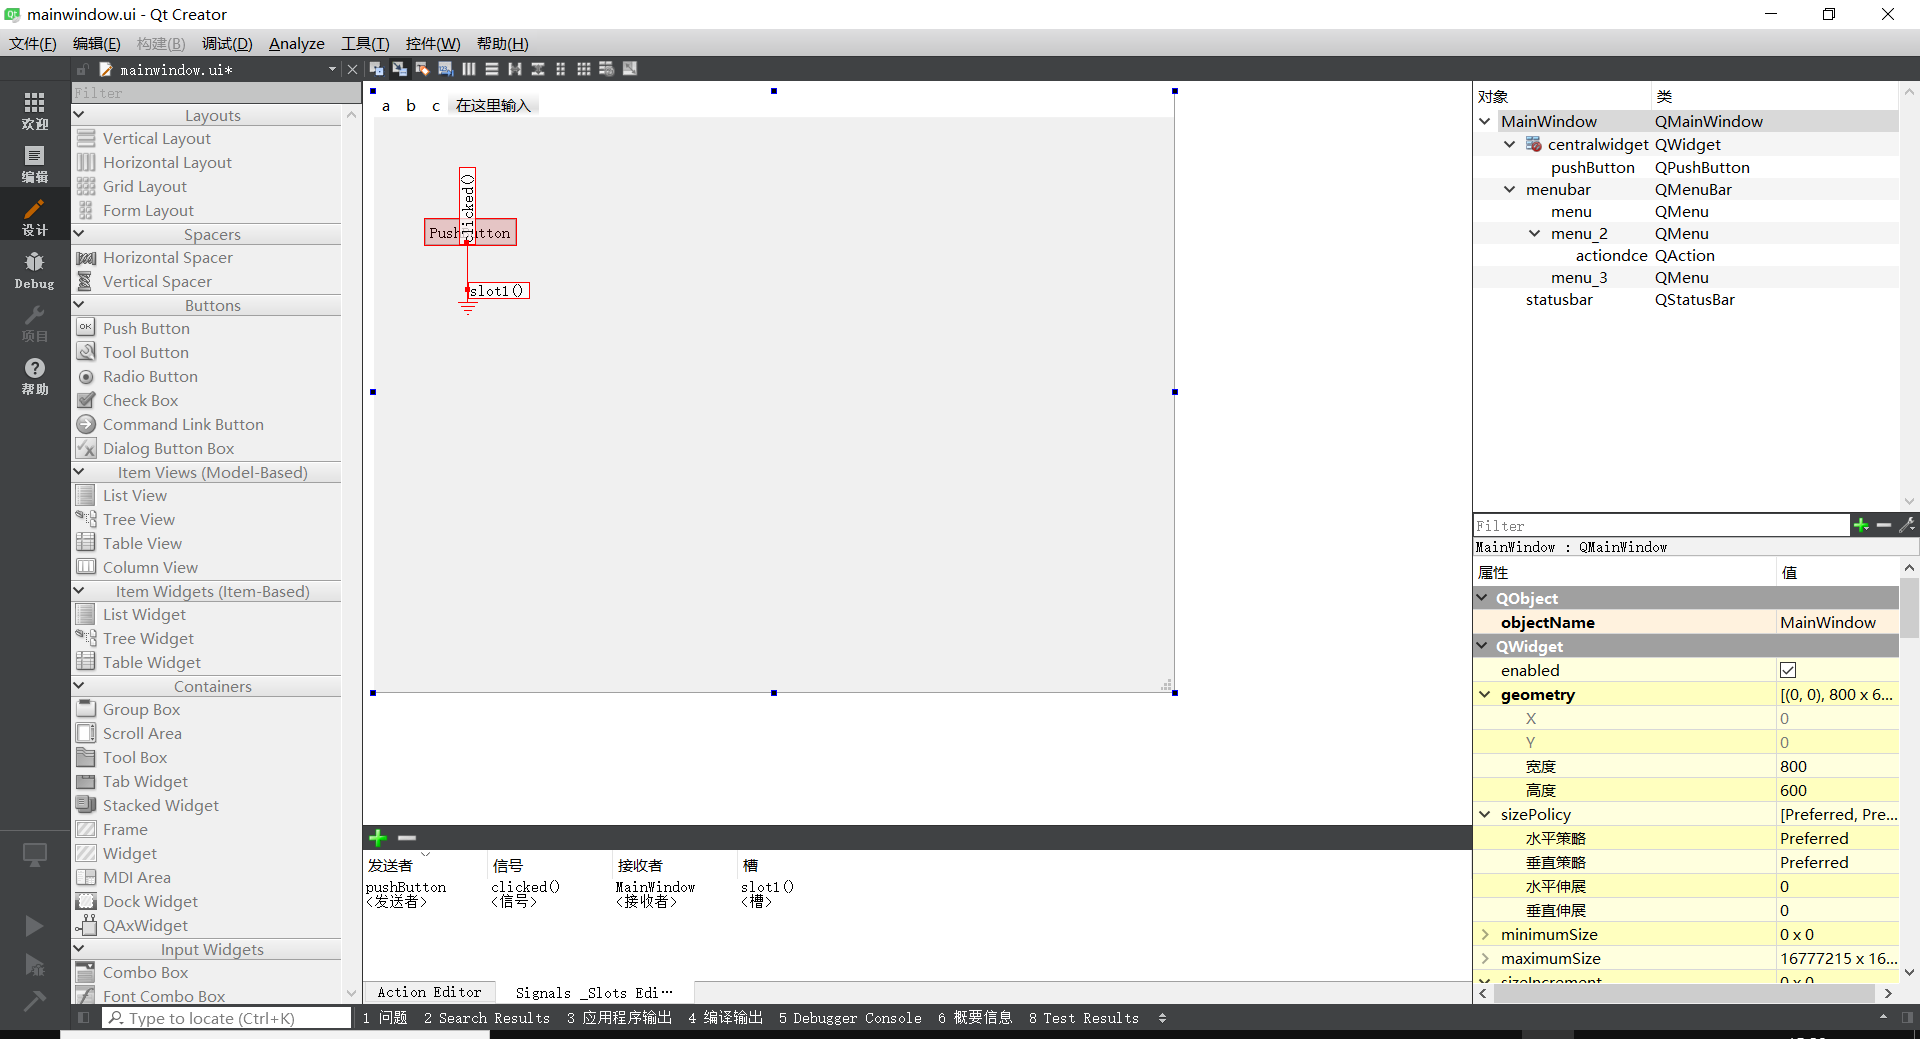 mainwindow.ui - Qt Creator
文件(F) 编辑(E) 构建(B) 调试(D) Analyze 工具(T) 控件(W) 帮助(H)
mainwindow.ui*
Filter
欢迎
编辑
设计
Debug
项目
帮助
Layouts
Vertical Layout
Horizontal Layout
Grid Layout
Form Layout
Spacers
Horizontal Spacer
Vertical Spacer
Buttons
Push Button
Tool Button
Radio Button
Check Box
Command Link Button
Dialog Button Box
Item Views (Model-Based)
List View
Tree View
Table View
Column View
Item Widgets (Item-Based)
List Widget
Tree Widget
Table Widget
Containers
Group Box
Scroll Area
Tool Box
Tab Widget
Stacked Widget
Frame
Widget
MDI Area
Dock Widget
QAxWidget
Input Widgets
Combo Box
Font Combo Box
a b c 在这里输入
clicked()
slot1()
发送者 信号 接收者 槽
pushButton clicked() MainWindow slot1()
<发送者> <信号> <接收者> <槽>
Action Editor Signals _Slots Edi…
对象 类
MainWindow QMainWindow
centralwidget QWidget
pushButton QPushButton
menubar QMenuBar
menu QMenu
menu_2 QMenu
actiondce QAction
menu_3 QMenu
statusbar QStatusBar
Filter
MainWindow : QMainWindow
属性 值
QObject
objectName MainWindow
QWidget
enabled
geometry [(0, 0), 800 x 6...
X 0
Y 0
宽度 800
高度 600
sizePolicy [Preferred, Pre...
水平策略 Preferred
垂直策略 Preferred
水平伸展 0
垂直伸展 0
minimumSize 0 x 0
maximumSize 16777215 x 16...
sizeIncrement 0 x 0
Type to locate (Ctrl+K)
1 问题 2 Search Results 3 应用程序输出 4 编译输出 5 Debugger Console 6 概要信息 8 Test Results